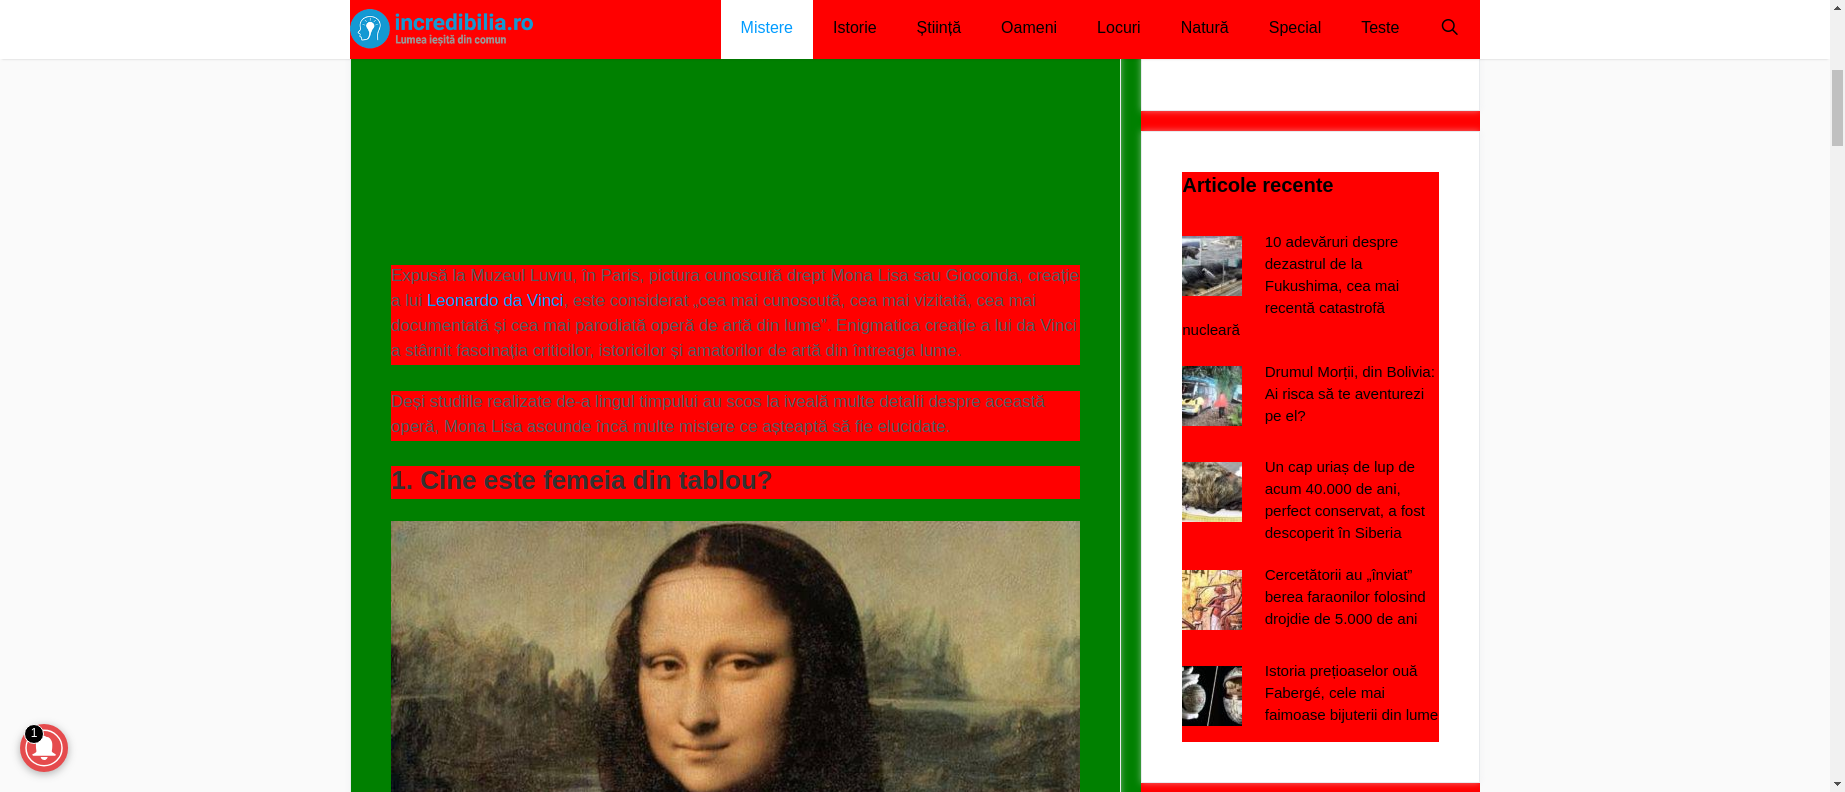 incredibilia.ro
Lumea ieșită din comun
Mistere
Istorie
Știință
Oameni
Locuri
Natură
Special
Teste
Expusă la Muzeul Luvru, în Paris, pictura cunoscută drept Mona Lisa sau Gioconda, creație
a lui Leonardo da Vinci, este considerat „cea mai cunoscută, cea mai vizitată, cea mai
documentată și cea mai parodiată operă de artă din lume”. Enigmatica creație a lui da Vinci
a stârnit fascinația criticilor, istoricilor și amatorilor de artă din întreaga lume.
Deși studiile realizate de-a lingul timpului au scos la iveală multe detalii despre această
operă, Mona Lisa ascunde încă multe mistere ce așteaptă să fie elucidate.
1. Cine este femeia din tablou?
Articole recente
10 adevăruri despre
dezastrul de la
Fukushima, cea mai
recentă catastrofă
nucleară
Drumul Morții, din Bolivia:
Ai risca să te aventurezi
pe el?
Un cap uriaș de lup de
acum 40.000 de ani,
perfect conservat, a fost
descoperit în Siberia
Cercetătorii au „înviat”
berea faraonilor folosind
drojdie de 5.000 de ani
Istoria prețioaselor ouă
Fabergé, cele mai
faimoase bijuterii din lume
1